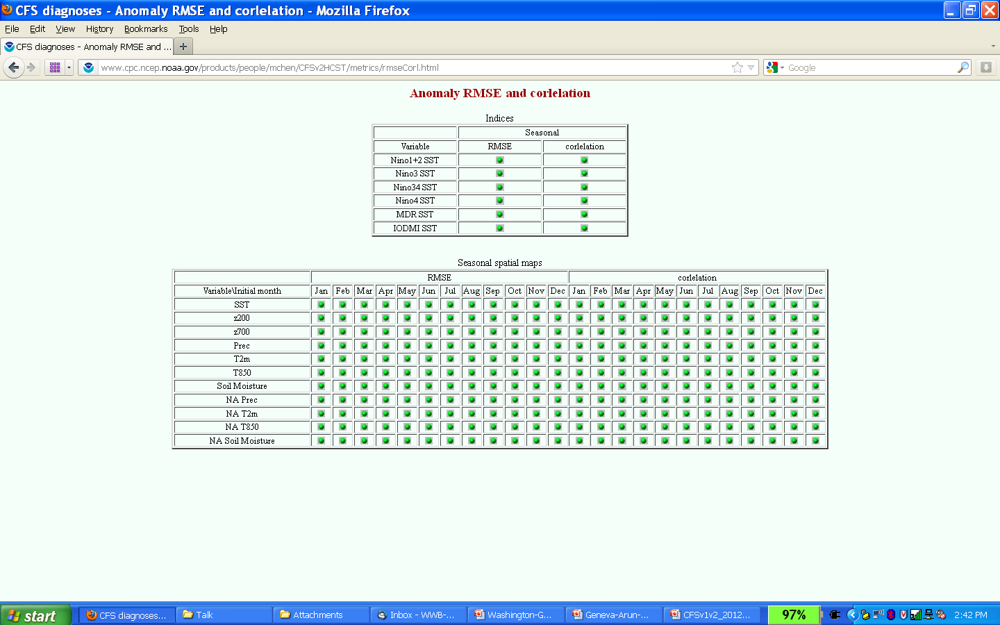 CFS diagnoses - Anomaly RMSE and corlelation - Mozilla Firefox
File Edit View History Bookmarks Tools Help
CFS diagnoses - Anomaly RMSE and ...
www.cpc.ncep.noaa.gov/products/people/mchen/CFSv2HCST/metrics/rmseCorl.html
Google
Anomaly RMSE and corlelation
Indices
Seasonal
Variable RMSE corlelation
Nino1+2 SST
Nino3 SST
Nino34 SST
Nino4 SST
MDR SST
IODMI SST
Seasonal spatial maps
RMSE corlelation
Variable\Initial month Jan Feb Mar Apr May Jun Jul Aug Sep Oct Nov Dec Jan Feb Mar Apr May Jun Jul Aug Sep Oct Nov Dec
SST
z200
z700
Prec
T2m
T850
Soil Moisture
NA Prec
NA T2m
NA T850
NA Soil Moisture
start CFS diagnoses... Talk Attachments Inbox - WWB-... Washington-G... Geneva-Arun-... CFSv1v2_2012... 97% 2:42 PM